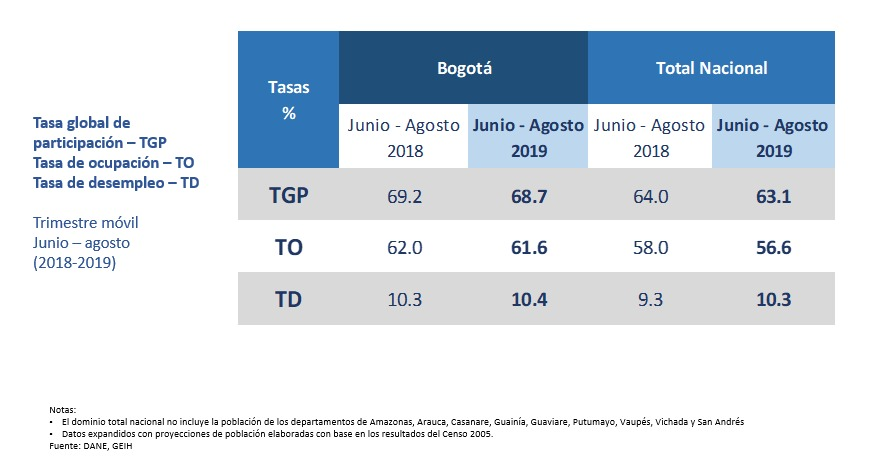 Tasa global de
participación – TGP
Tasa de ocupación – TO
Tasa de desempleo – TD
Trimestre móvil
Junio – agosto
(2018-2019)
Tasas
%
Bogotá
Total Nacional
Junio - Agosto
2018
Junio - Agosto
2019
Junio - Agosto
2018
Junio - Agosto
2019
TGP 69.2 68.7 64.0 63.1
TO 62.0 61.6 58.0 56.6
TD 10.3 10.4 9.3 10.3
Notas:
• El dominio total nacional no incluye la población de los departamentos de Amazonas, Arauca, Casanare, Guainía, Guaviare, Putumayo, Vaupés, Vichada y San Andrés
• Datos expandidos con proyecciones de población elaboradas con base en los resultados del Censo 2005.
Fuente: DANE, GEIH